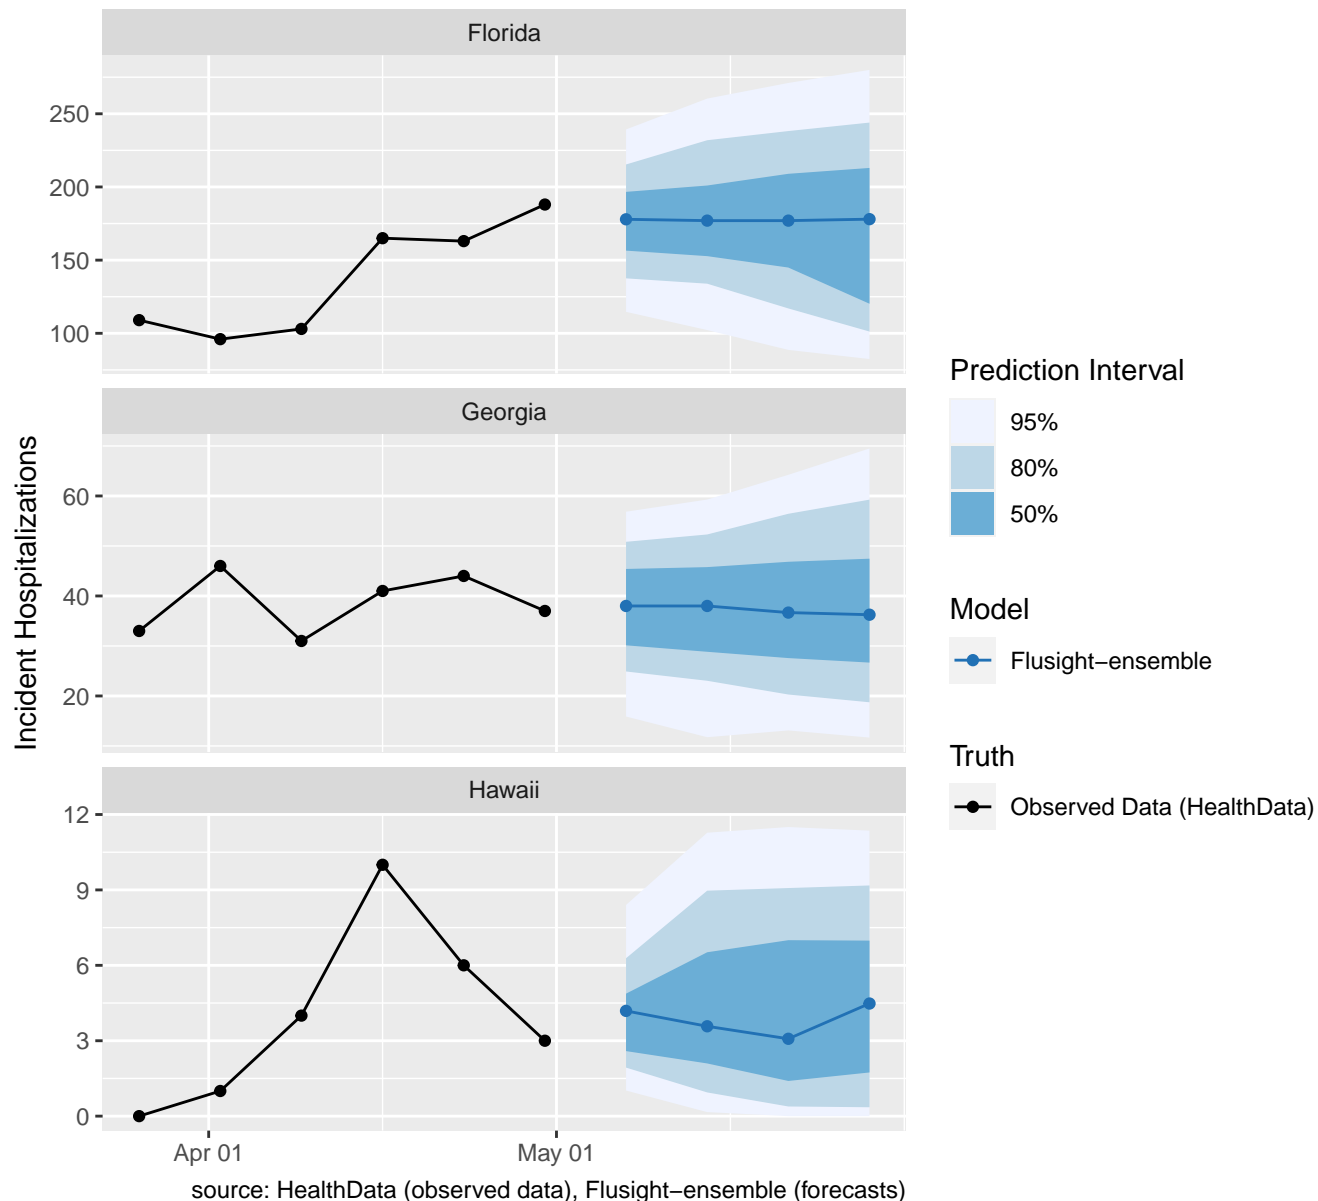 Florida
250
200
150
100
Georgia
60
40
20
Hawaii
12
9
6
3
0
Incident Hospitalizations
Apr 01
May 01
source: HealthData (observed data), Flusight−ensemble (forecasts)
Prediction Interval
95%
80%
50%
Model
Flusight−ensemble
Truth
Observed Data (HealthData)